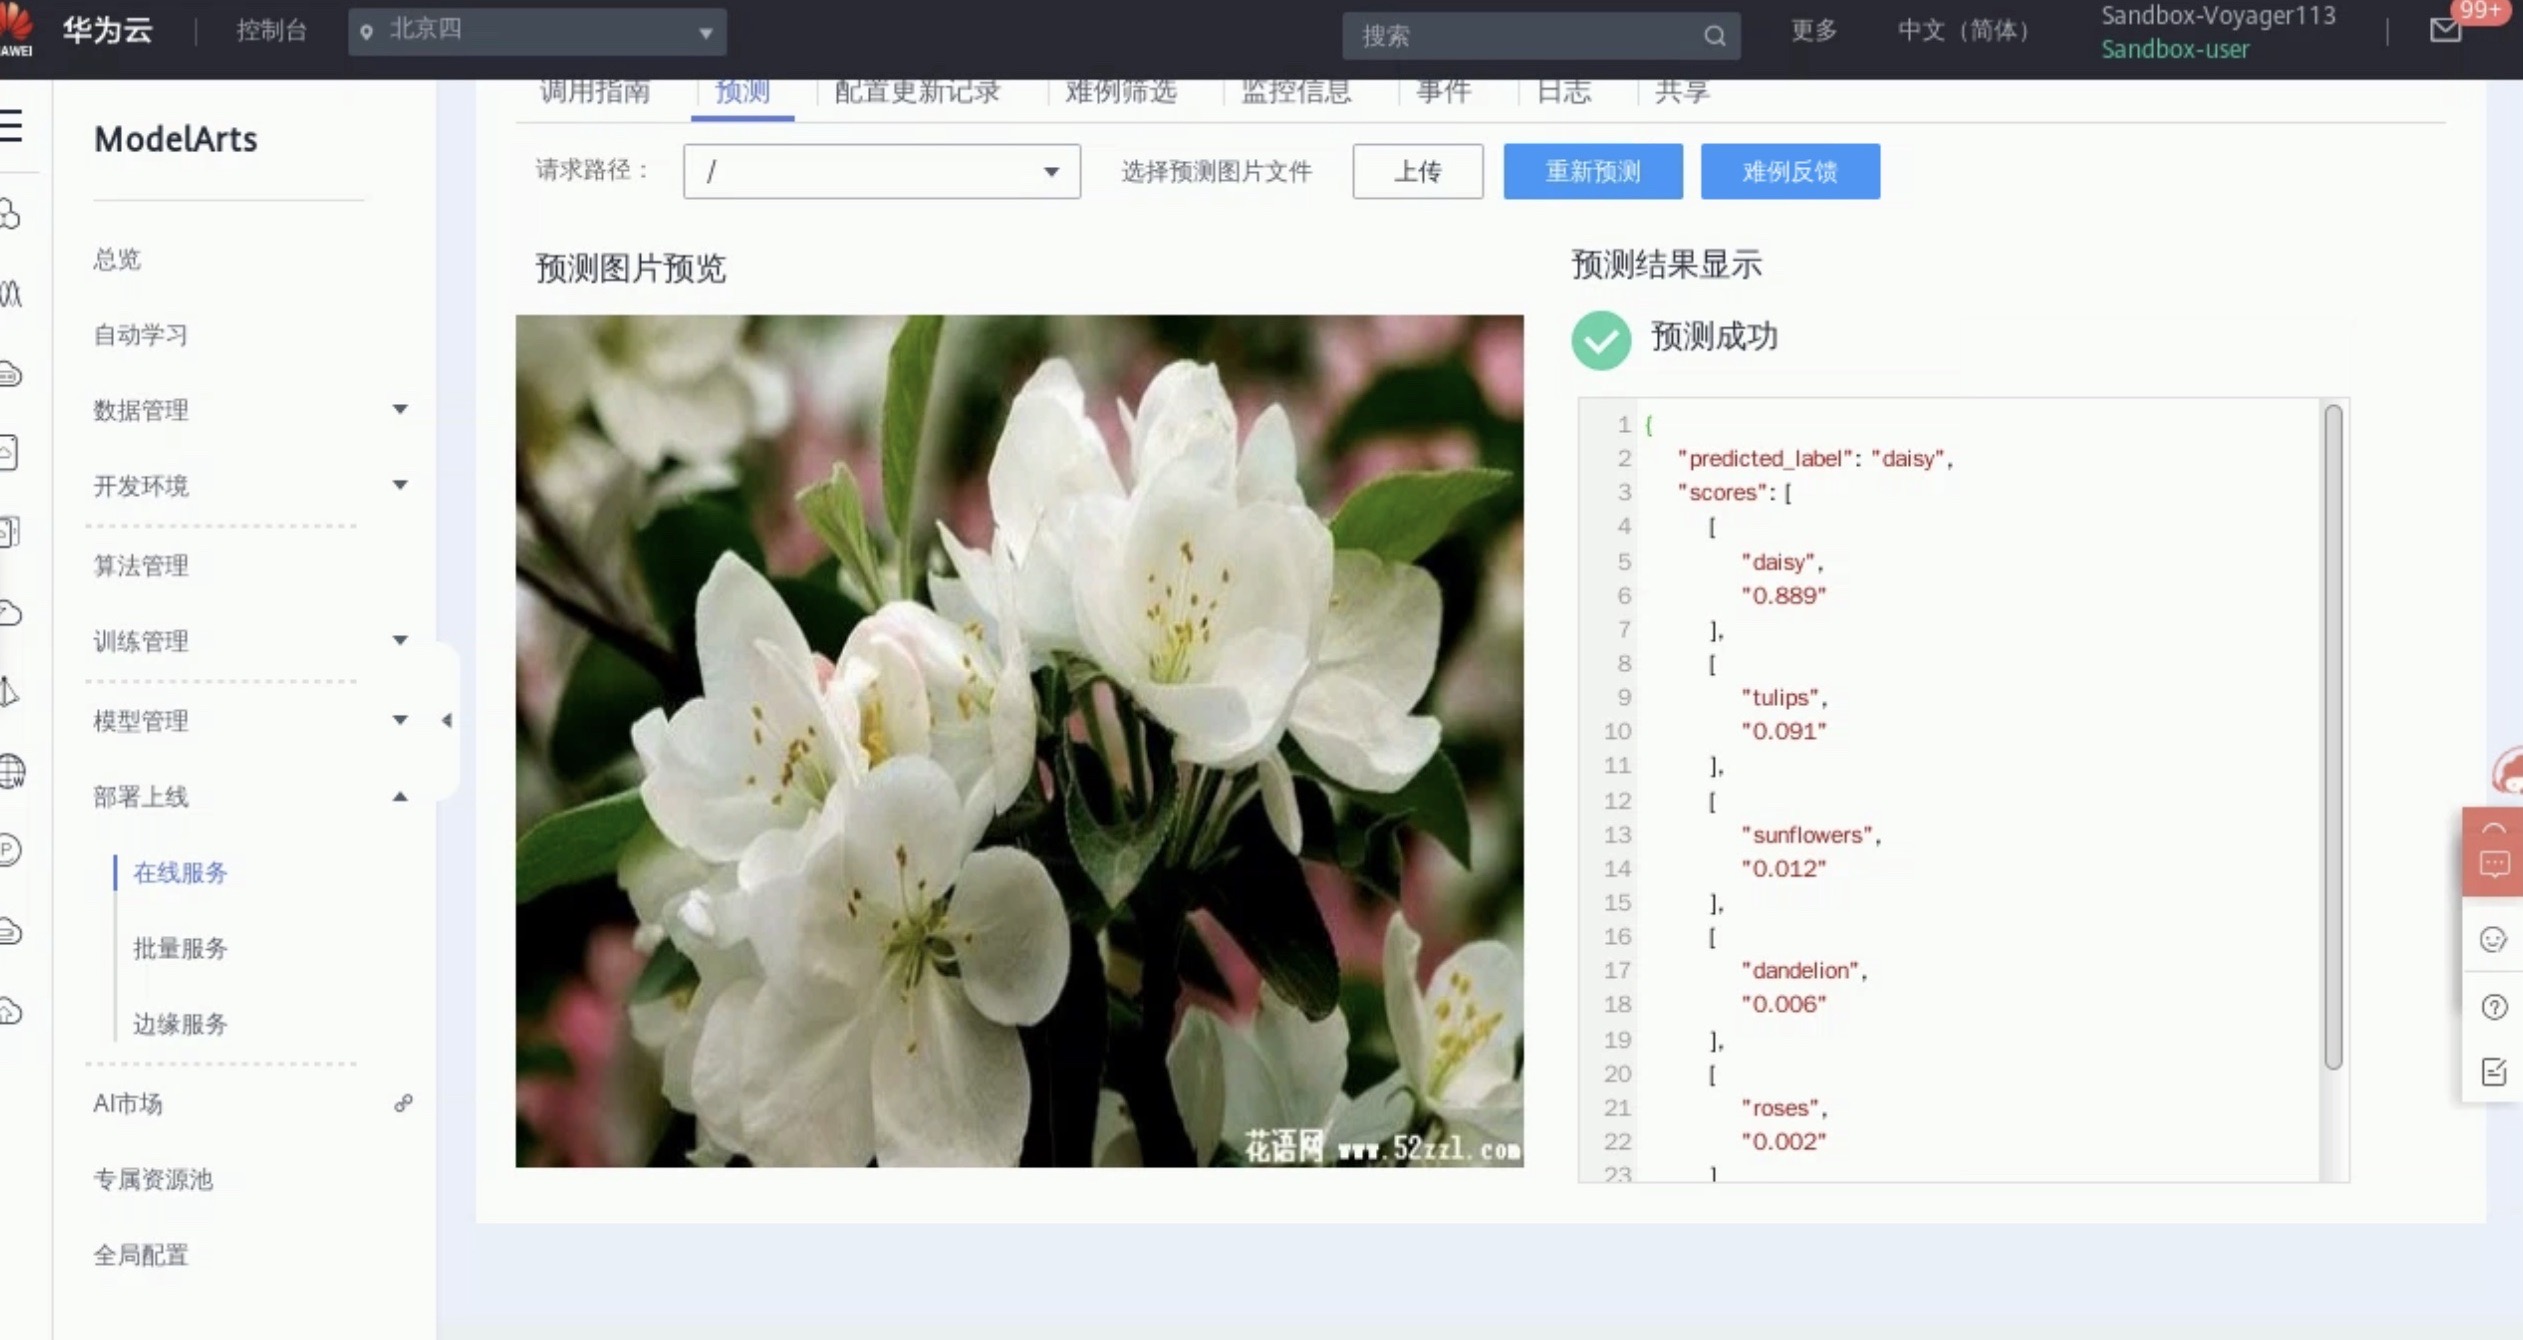 AWEI
华为云
控制台
北京四
搜索
更多
中文（简体）
Sandbox-Voyager113
Sandbox-user
99+
调用指南
预测
配置更新记录
难例筛选
监控信息
事件
日志
共享
ModelArts
总览
自动学习
数据管理
开发环境
算法管理
训练管理
模型管理
部署上线
在线服务
批量服务
边缘服务
AI市场
专属资源池
全局配置
请求路径：
/
选择预测图片文件
上传
重新预测
难例反馈
预测图片预览
花语网 www.52zzl.com
预测结果显示
预测成功
1 {
2 "predicted_label": "daisy",
3 "scores": [
4 [
5 "daisy",
6 "0.889"
7 ],
8 [
9 "tulips",
10 "0.091"
11 ],
12 [
13 "sunflowers",
14 "0.012"
15 ],
16 [
17 "dandelion",
18 "0.006"
19 ],
20 [
21 "roses",
22 "0.002"
23 ]